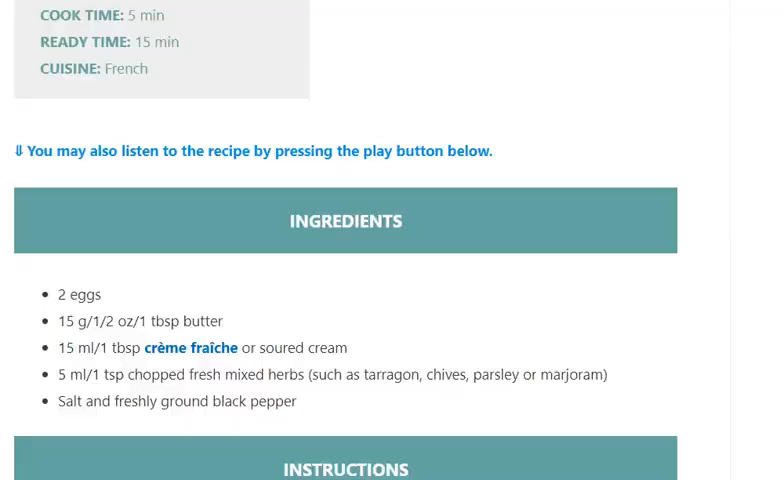 COOK TIME: 5 min
READY TIME: 15 min
CUISINE: French
⇓ You may also listen to the recipe by pressing the play button below.
INGREDIENTS
• 2 eggs
• 15 g/1/2 oz/1 tbsp butter
• 15 ml/1 tbsp crème fraîche or soured cream
• 5 ml/1 tsp chopped fresh mixed herbs (such as tarragon, chives, parsley or marjoram)
• Salt and freshly ground black pepper
INSTRUCTIONS